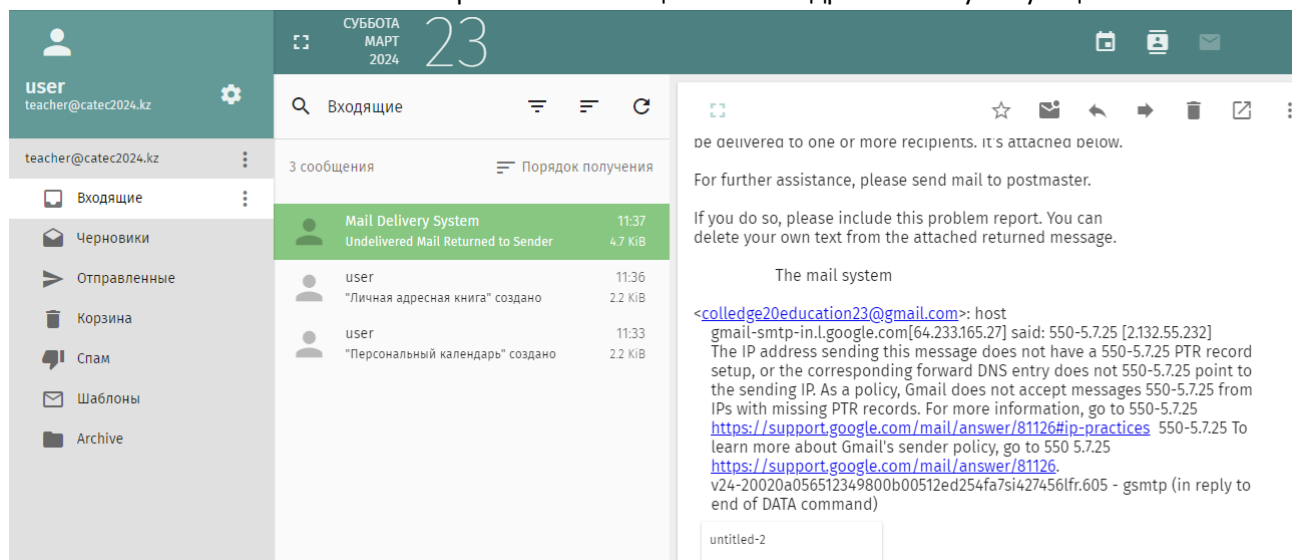 СУББОТА
МАРТ
2024
23
user
teacher@catec2024.kz
teacher@catec2024.kz
Входящие
Черновики
Отправленные
Корзина
Спам
Шаблоны
Archive
Входящие
3 сообщения
Порядок получения
Mail Delivery System 11:37
Undelivered Mail Returned to Sender 4.7 KiB
user 11:36
"Личная адресная книга" создано 2.2 KiB
user 11:33
"Персональный календарь" создано 2.2 KiB
be delivered to one or more recipients. It's attached below.
For further assistance, please send mail to postmaster.
If you do so, please include this problem report. You can
delete your own text from the attached returned message.
The mail system
<colledge20education23@gmail.com>: host
gmail-smtp-in.l.google.com[64.233.165.27] said: 550-5.7.25 [2.132.55.232]
The IP address sending this message does not have a 550-5.7.25 PTR record
setup, or the corresponding forward DNS entry does not 550-5.7.25 point to
the sending IP. As a policy, Gmail does not accept messages 550-5.7.25 from
IPs with missing PTR records. For more information, go to 550-5.7.25
https://support.google.com/mail/answer/81126#ip-practices 550-5.7.25 To
learn more about Gmail's sender policy, go to 550 5.7.25
https://support.google.com/mail/answer/81126.
v24-20020a056512349800b00512ed254fa7si427456lfr.605 - gsmtp (in reply to
end of DATA command)
untitled-2